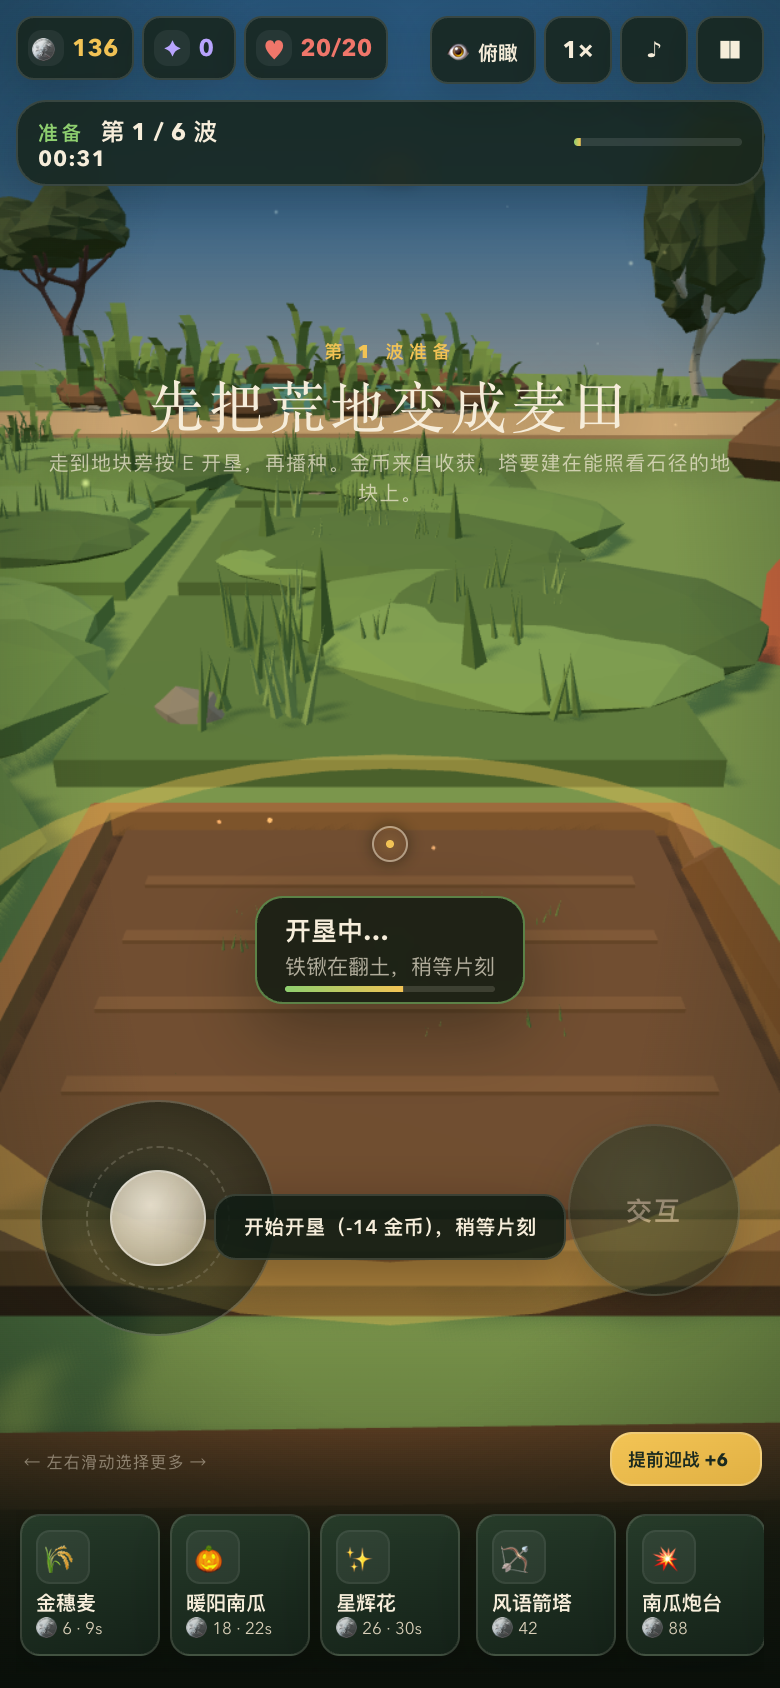 136 0 20/20 俯瞰 1×
准备 第 1 / 6 波
00:31
第 1 波准备
先把荒地变成麦田
走到地块旁按 E 开垦，再播种。金币来自收获，塔要建在能照看石径的地
块上。
开垦中...
铁锹在翻土，稍等片刻
交互
开始开垦（-14 金币），稍等片刻
← 左右滑动选择更多 →
提前迎战 +6
金穗麦 暖阳南瓜 星辉花 风语箭塔 南瓜炮台
6 · 9s 18 · 22s 26 · 30s 42 88